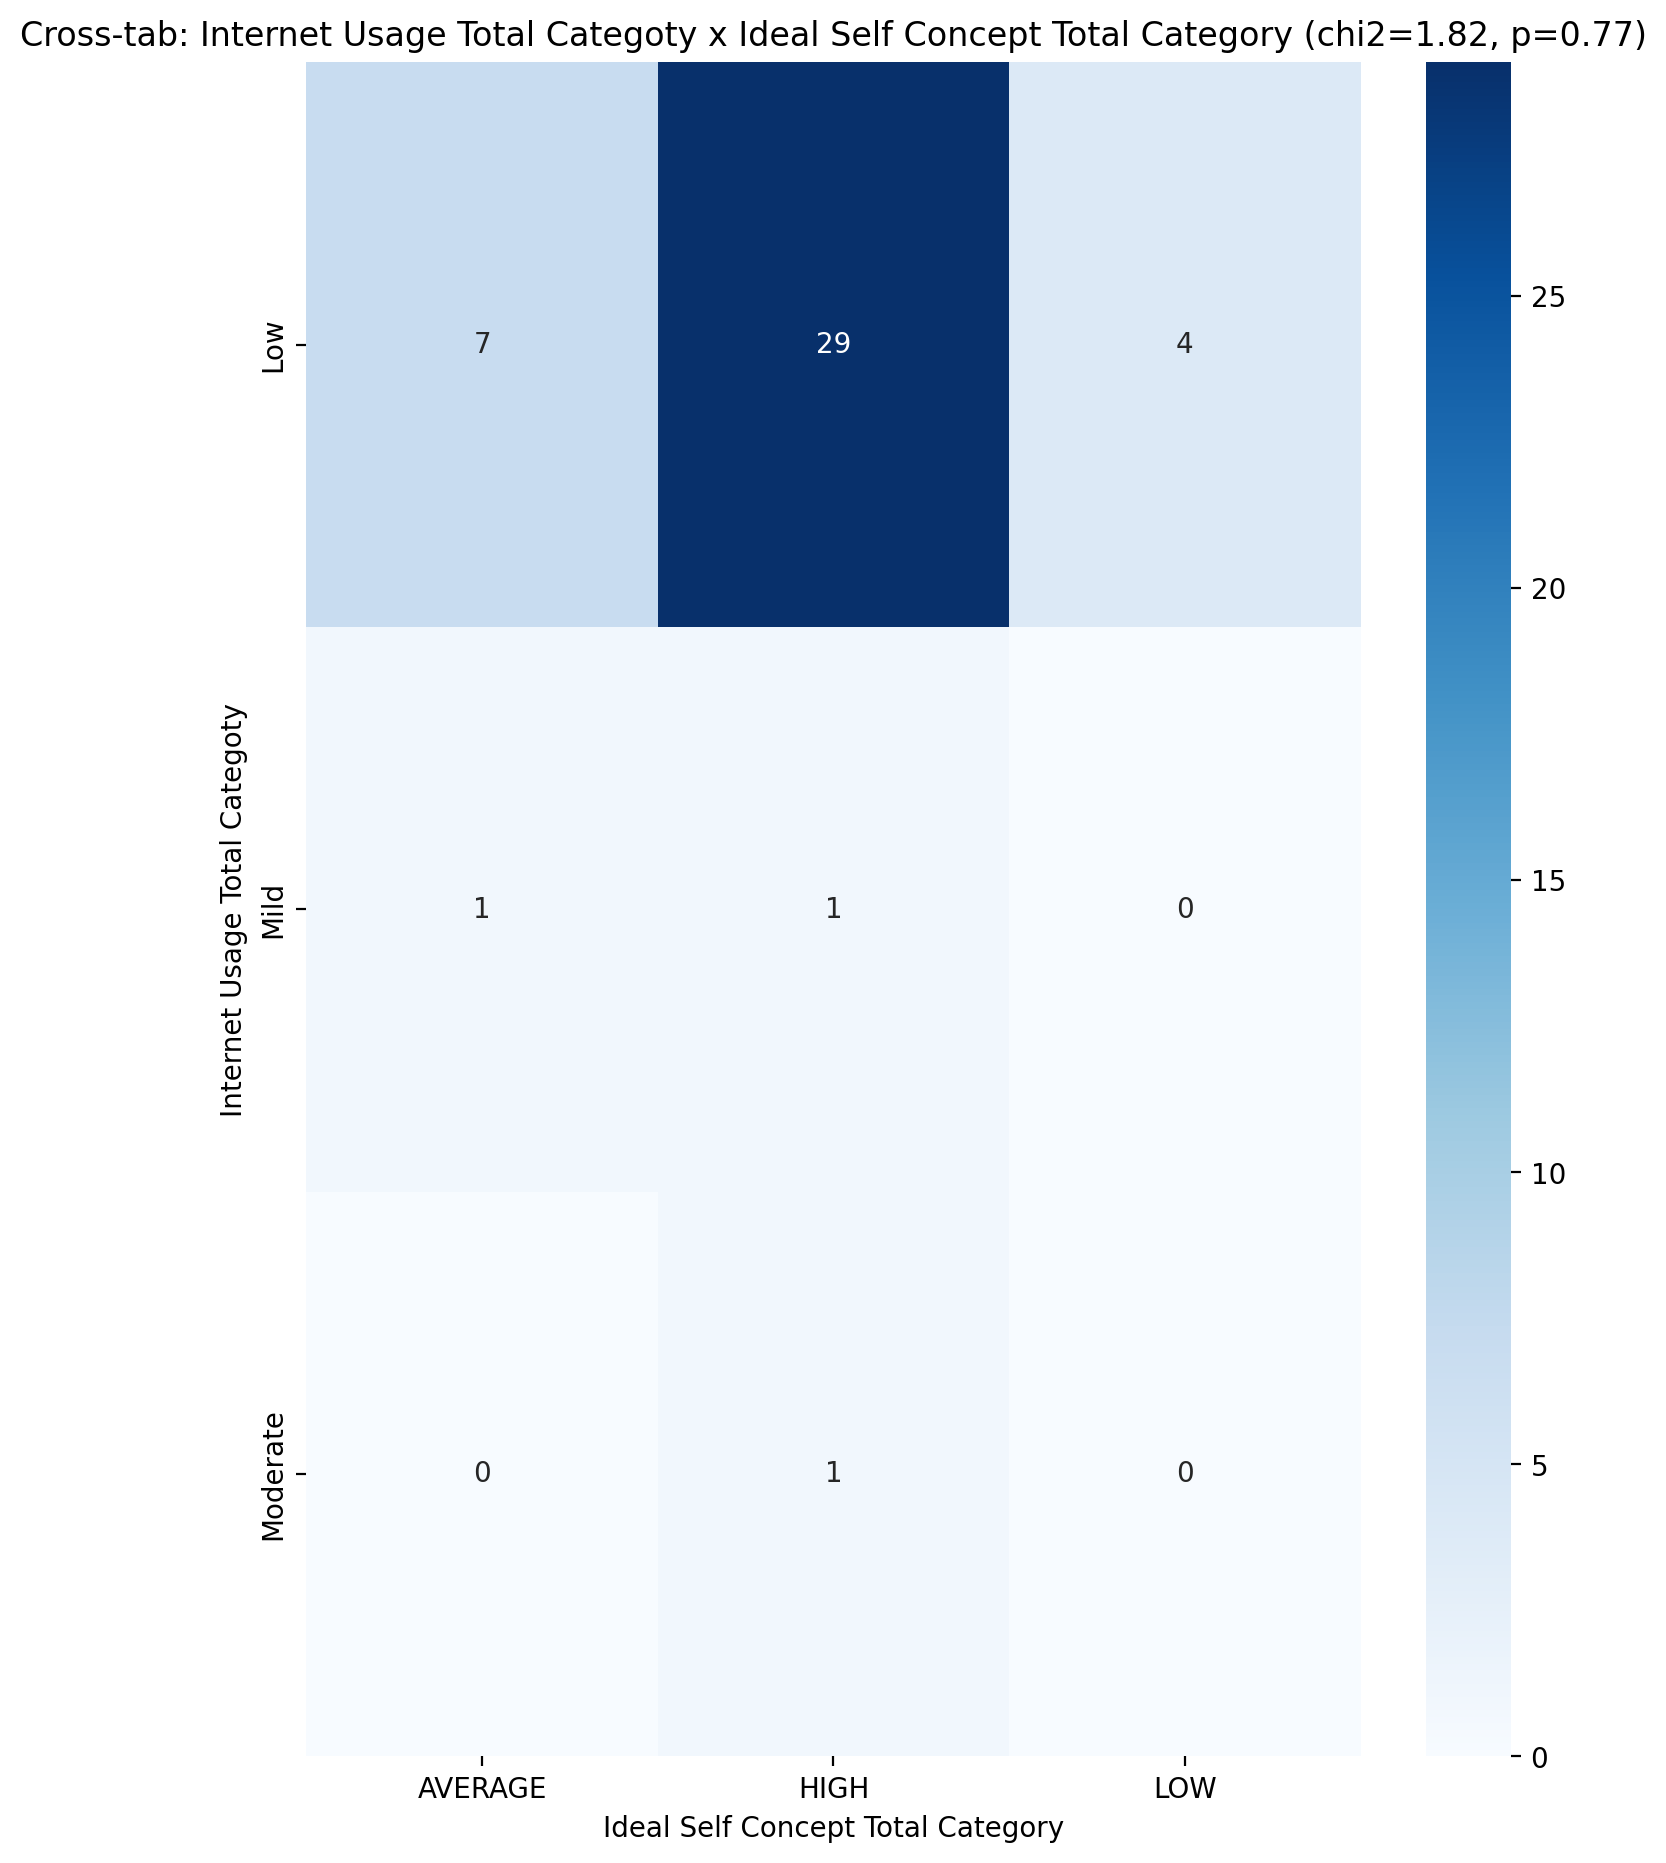 Cross-tab: Internet Usage Total Categoty x Ideal Self Concept Total Category (chi2=1.82, p=0.77)
Internet Usage Total Categoty
Low
7
29
4
Mild
1
1
0
Moderate
0
1
0
AVERAGE
HIGH
LOW
Ideal Self Concept Total Category
25
20
15
10
5
0